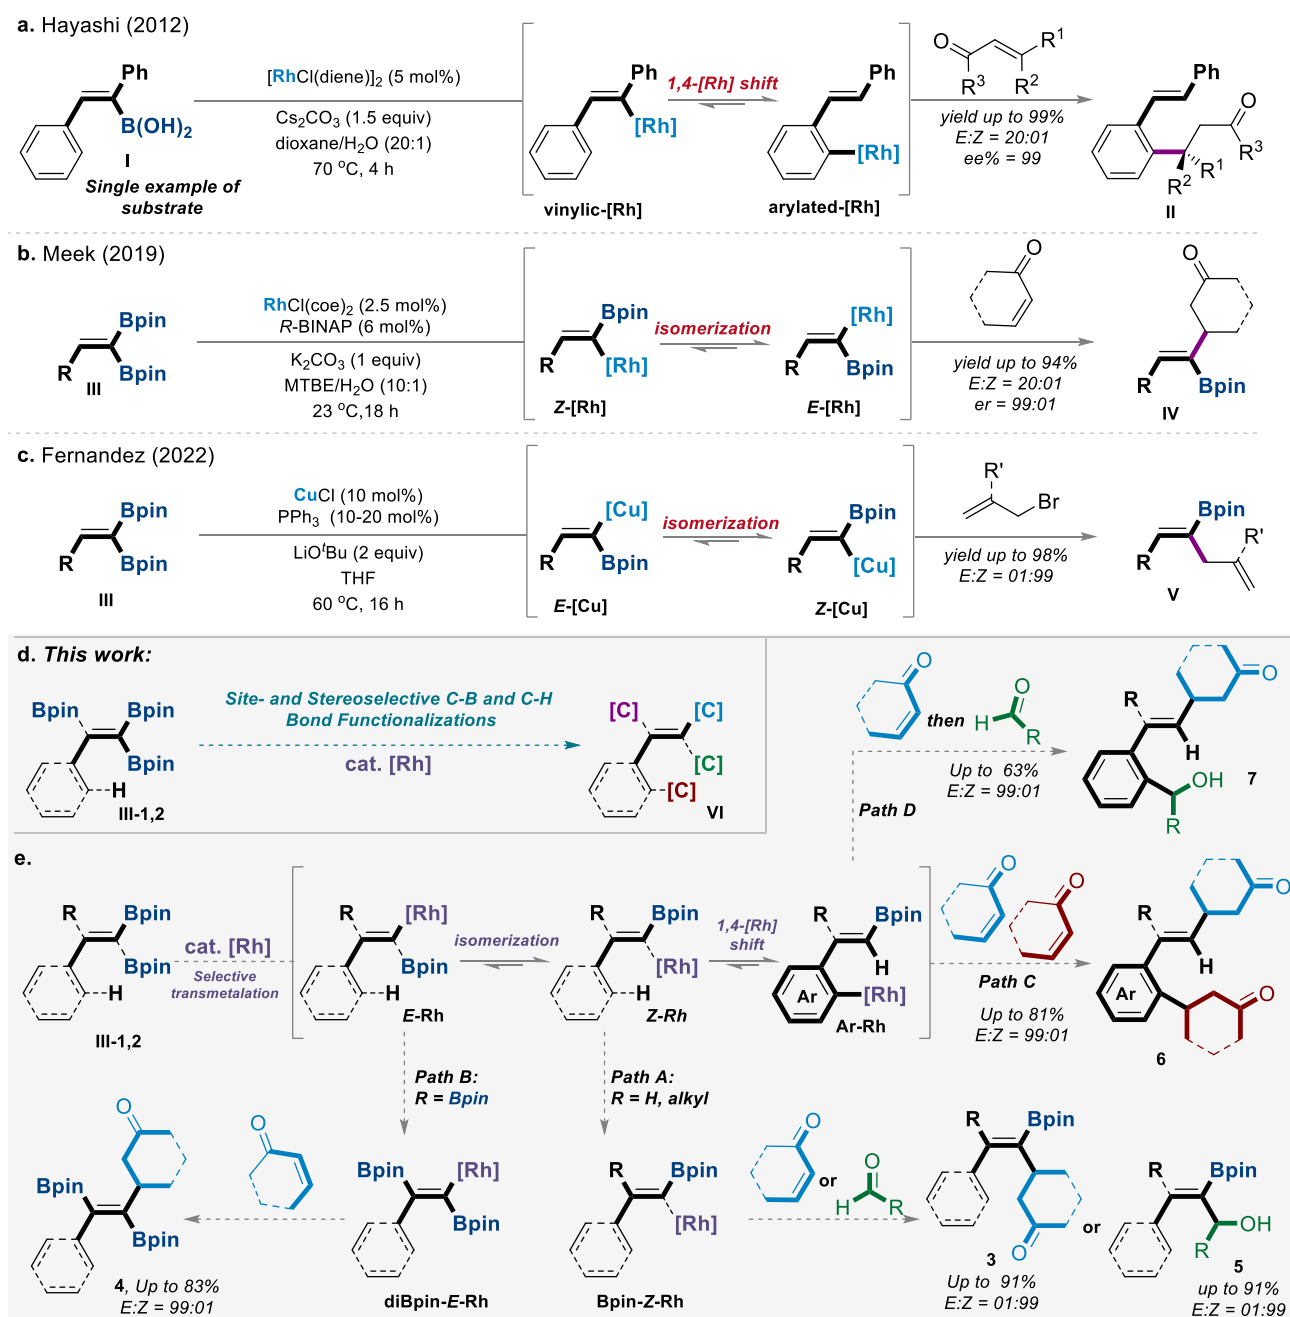 a. Hayashi (2012)
Ph
B(OH)2
I
Single example of
substrate
[RhCl(diene)]2 (5 mol%)
Cs2CO3 (1.5 equiv)
dioxane/H2O (20:1)
70 °C, 4 h
Ph
[Rh]
vinylic-[Rh]
1,4-[Rh] shift
Ph
[Rh]
arylated-[Rh]
O
R1
R3
R2
yield up to 99%
E:Z = 20:01
ee% = 99
Ph
O
R3
R1
R2
II
b. Meek (2019)
Bpin
R
Bpin
III
RhCl(coe)2 (2.5 mol%)
R-BINAP (6 mol%)
K2CO3 (1 equiv)
MTBE/H2O (10:1)
23 °C,18 h
Bpin
R
[Rh]
Z-[Rh]
isomerization
[Rh]
R
Bpin
E-[Rh]
O
yield up to 94%
E:Z = 20:01
er = 99:01
O
R
Bpin
IV
c. Fernandez (2022)
Bpin
R
Bpin
III
CuCl (10 mol%)
PPh3 (10-20 mol%)
LiOtBu (2 equiv)
THF
60 °C, 16 h
[Cu]
R
Bpin
E-[Cu]
isomerization
Bpin
R
[Cu]
Z-[Cu]
R'
Br
yield up to 98%
E:Z = 01:99
Bpin
R
R'
V
d. This work:
Bpin
Bpin
Bpin
H
III-1,2
Site- and Stereoselective C-B and C-H
Bond Functionalizations
cat. [Rh]
[C]
[C]
[C]
[C]
VI
O
then
H
O
R
Up to 63%
E:Z = 99:01
Path D
R
O
H
OH
R
7
e.
R
Bpin
Bpin
H
III-1,2
cat. [Rh]
Selective
transmetalation
R
[Rh]
Bpin
H
E-Rh
isomerization
R
Bpin
[Rh]
H
Z-Rh
1,4-[Rh]
shift
R
Bpin
H
Ar
[Rh]
Ar-Rh
O
O
Path C
Up to 81%
E:Z = 99:01
R
O
H
Ar
O
6
Path B:
R = Bpin
Path A:
R = H, alkyl
O
Bpin
Bpin
4, Up to 83%
E:Z = 99:01
O
Bpin
[Rh]
Bpin
diBpin-E-Rh
R
Bpin
[Rh]
Bpin-Z-Rh
O
or
O
H
R
R
Bpin
O
3
Up to 91%
E:Z = 01:99
or
R
Bpin
OH
R
5
up to 91%
E:Z = 01:99